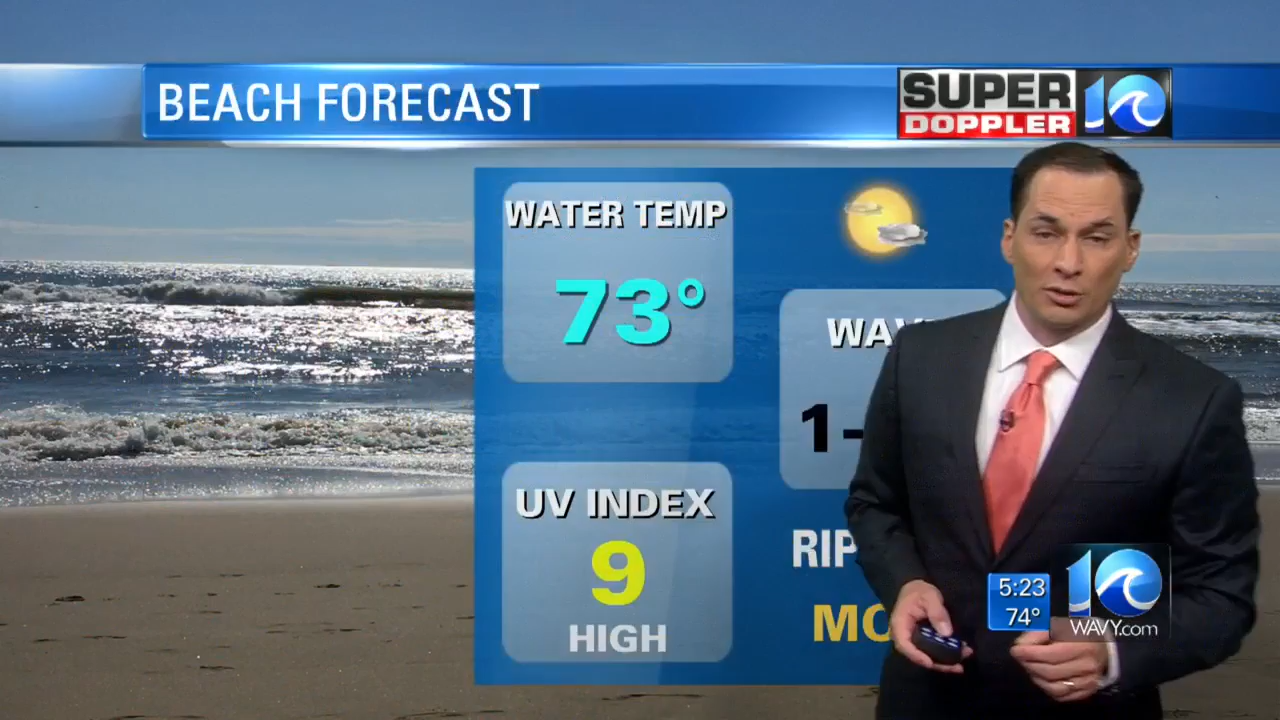 BEACH FORECAST
SUPER
DOPPLER
10
WATER TEMP
73°
WAV
1-
UV INDEX
9
HIGH
RIP
MO
5:23
74°
10
WAVY.com